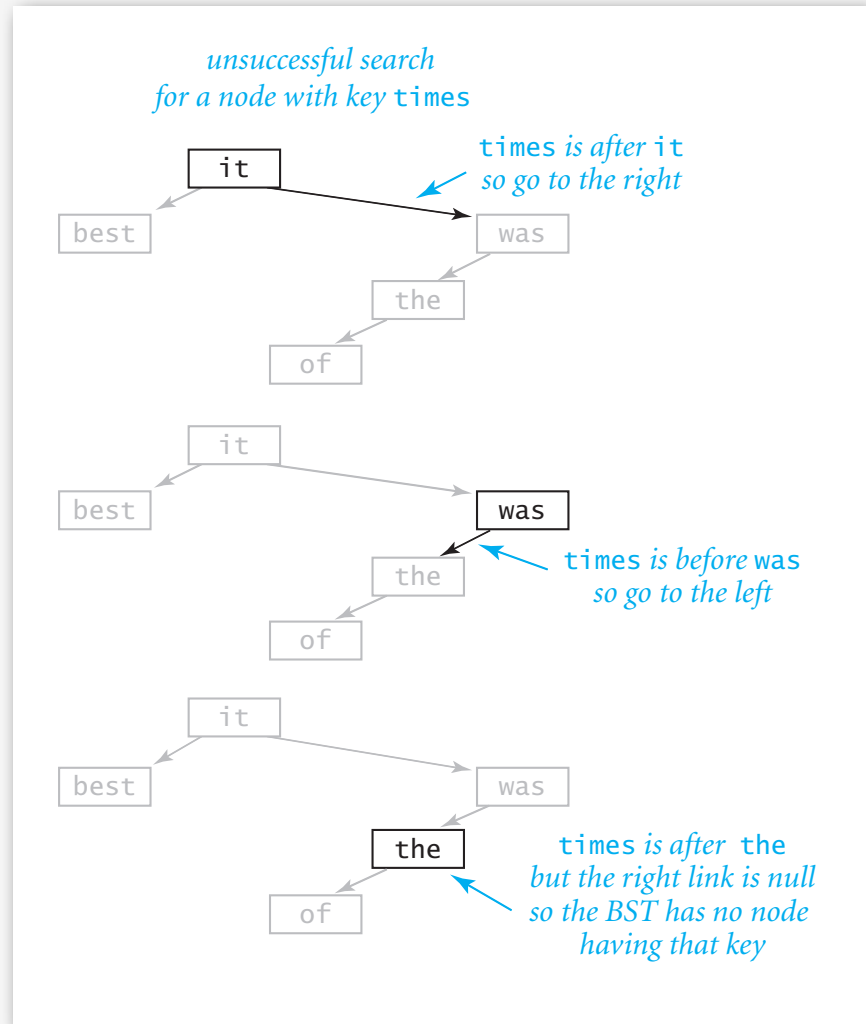 unsuccessful search
for a node with key times
it
times is after it
so go to the right
best
was
the
of
it
best
was
times is before was
so go to the left
the
of
it
best
was
the
times is after the
but the right link is null
so the BST has no node
having that key
of